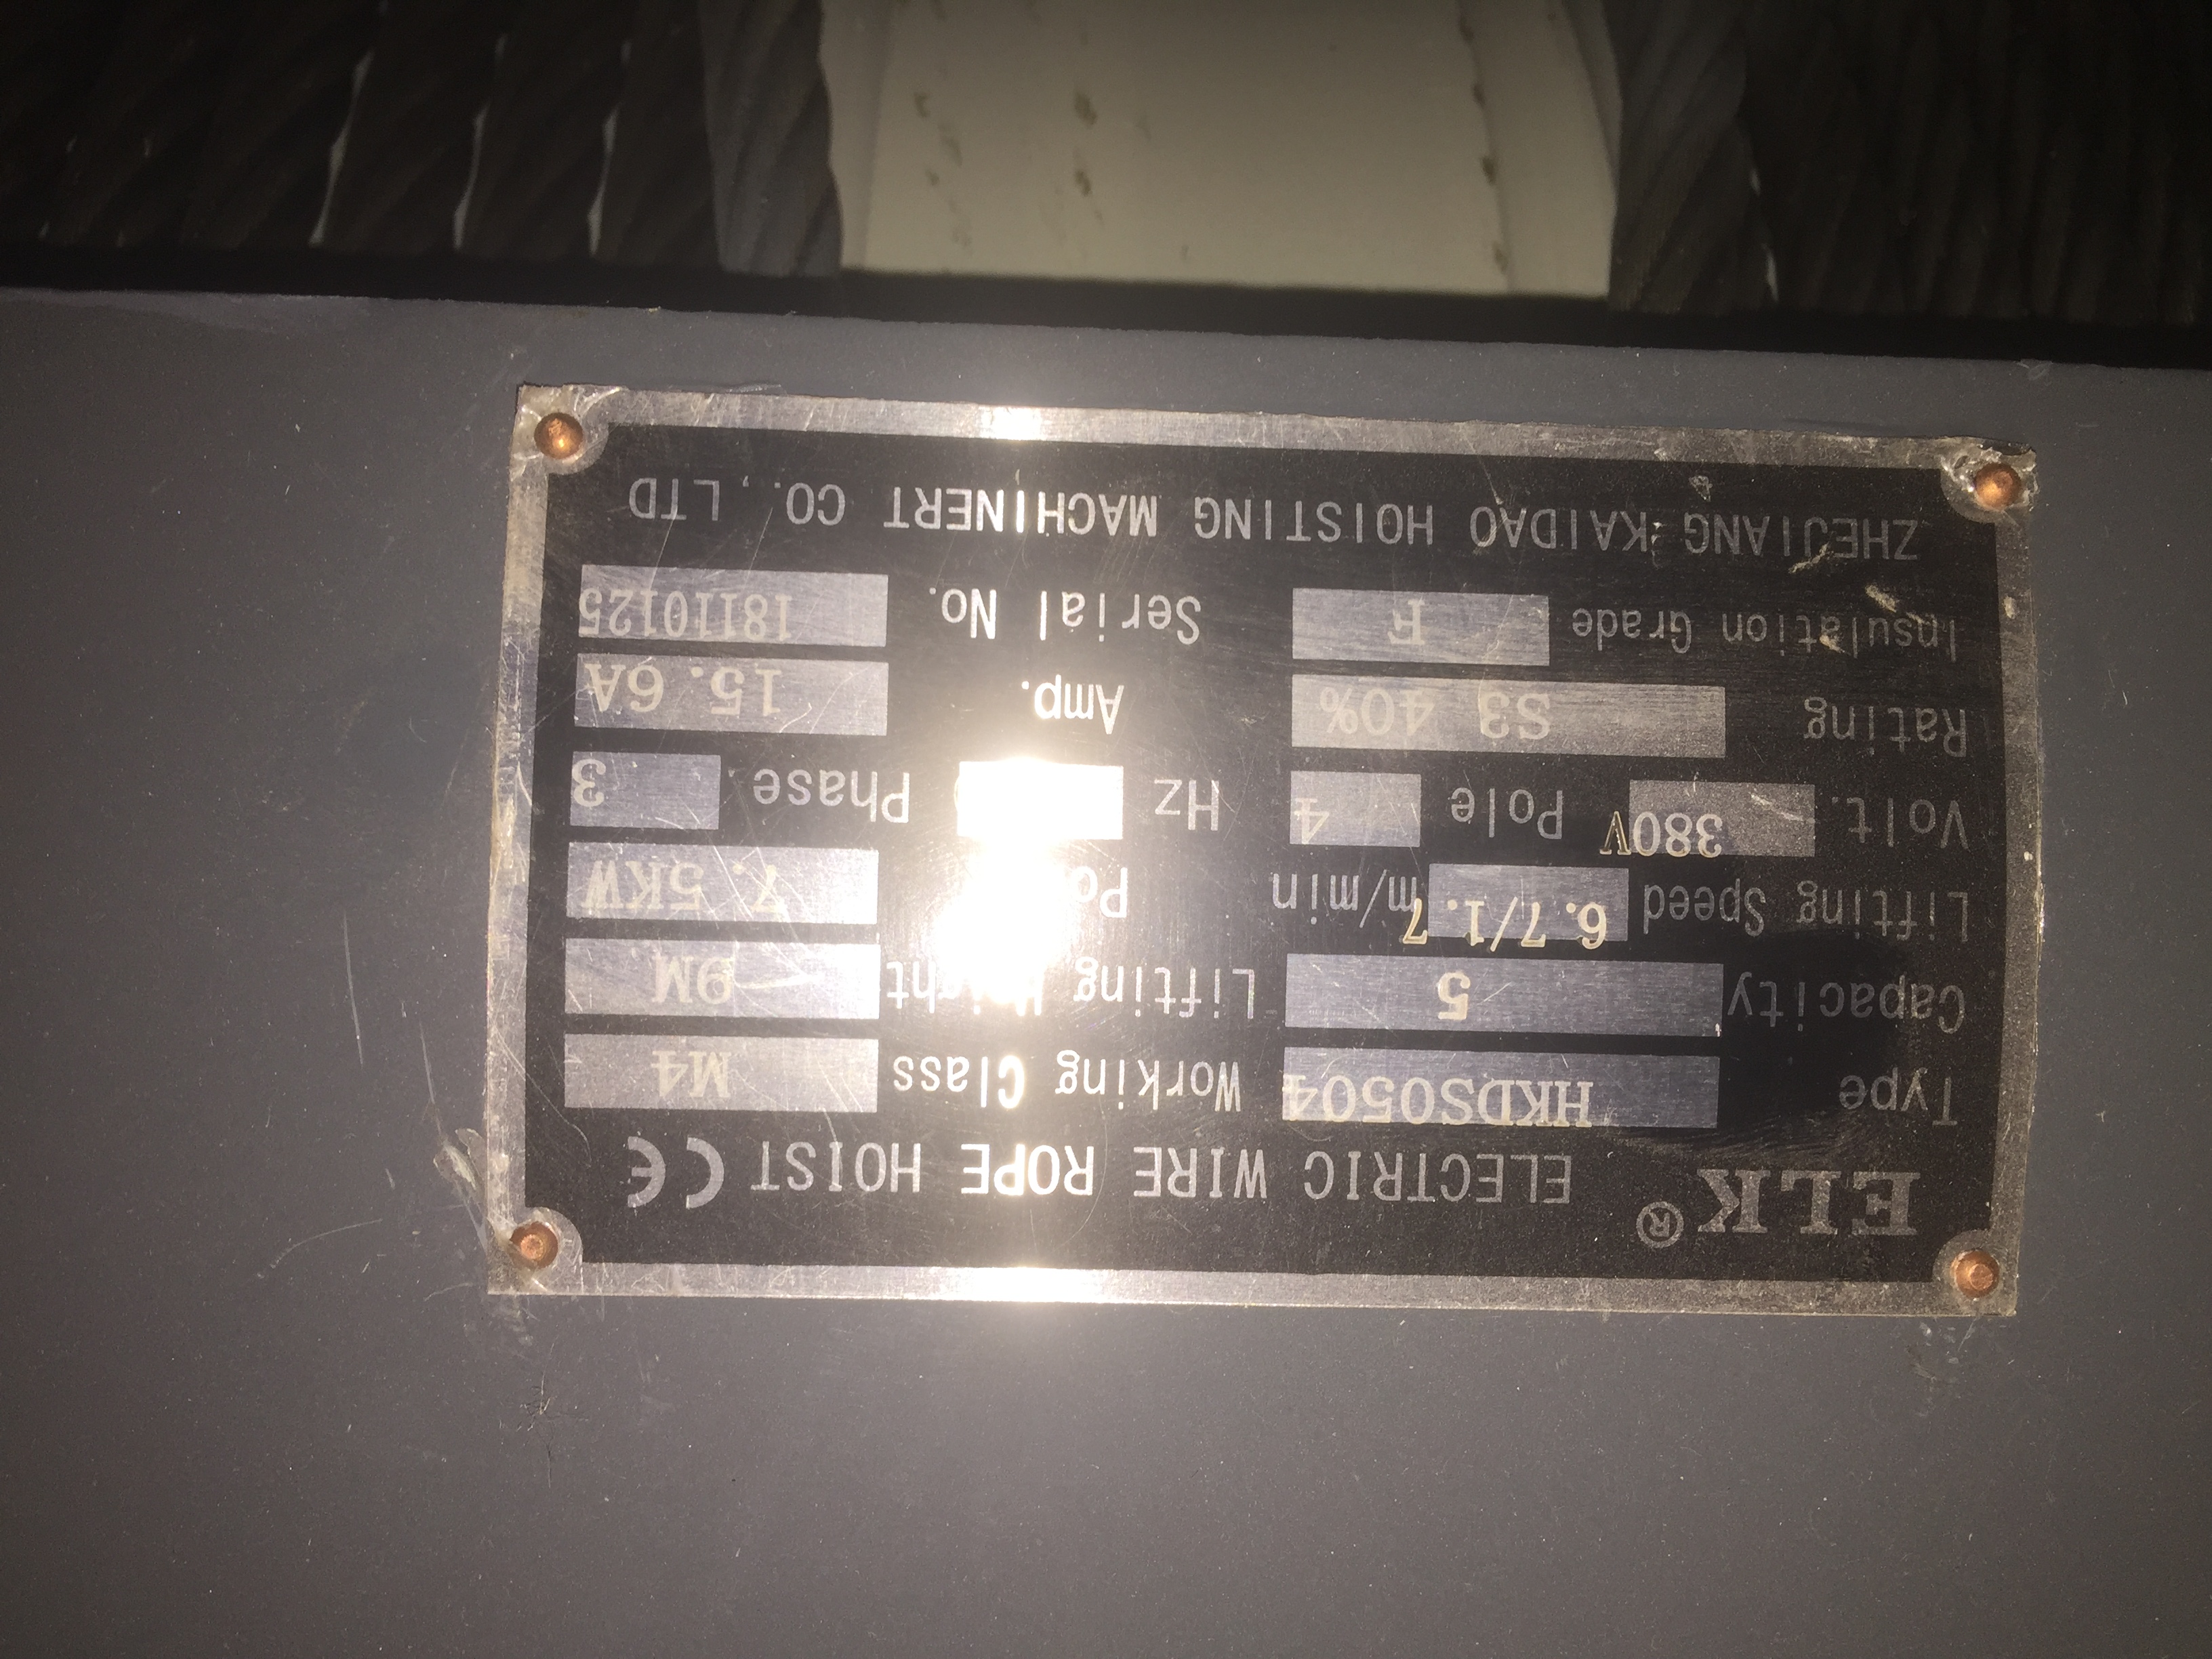 ELK® ELECTRIC WIRE ROPE HOIST CE
Type HKDS0504 Working Class M4
Capacity 5 Lifting Height 9M
Lifting Speed 6.7/1.7 m/min 7.5KW
Volt. 380V Pole 4 Hz Phase 3
Rating S3 40% Amp. 15.6A
Insulation Grade F Serial No. 18110125
ZHEJIANG KAIDAO HOISTING MACHINERT CO.,LTD